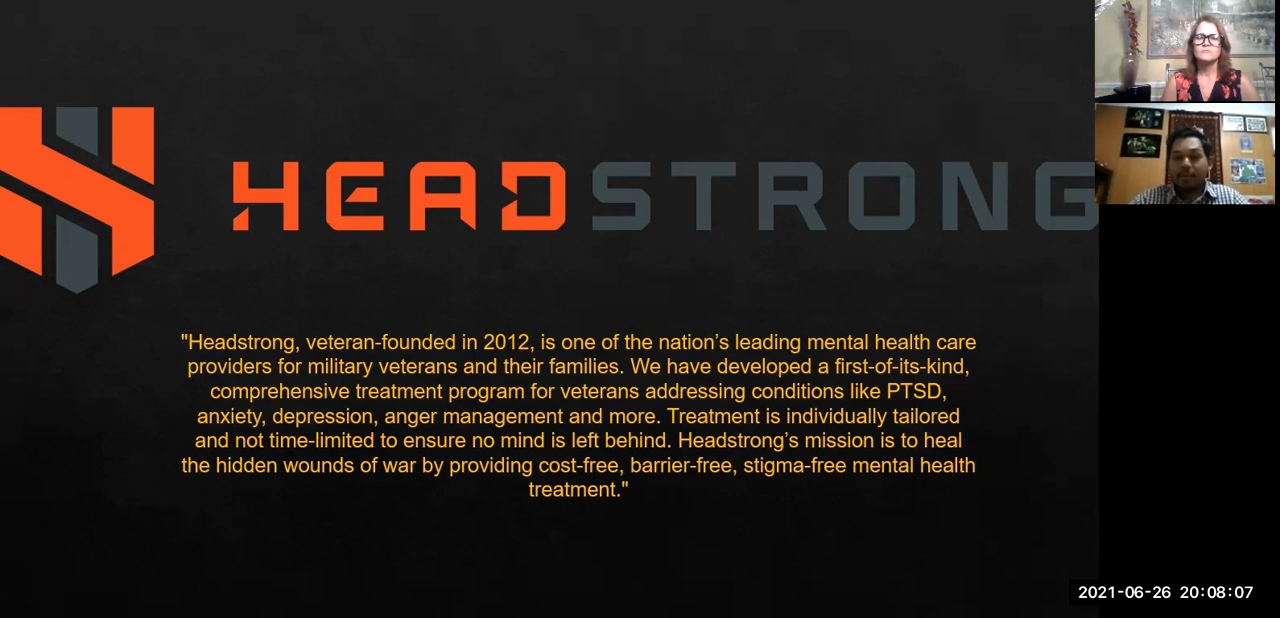 HEADSTRONG
"Headstrong, veteran-founded in 2012, is one of the nation’s leading mental health care
providers for military veterans and their families. We have developed a first-of-its-kind,
comprehensive treatment program for veterans addressing conditions like PTSD,
anxiety, depression, anger management and more. Treatment is individually tailored
and not time-limited to ensure no mind is left behind. Headstrong’s mission is to heal
the hidden wounds of war by providing cost-free, barrier-free, stigma-free mental health
treatment."
2021-06-26 20:08:07